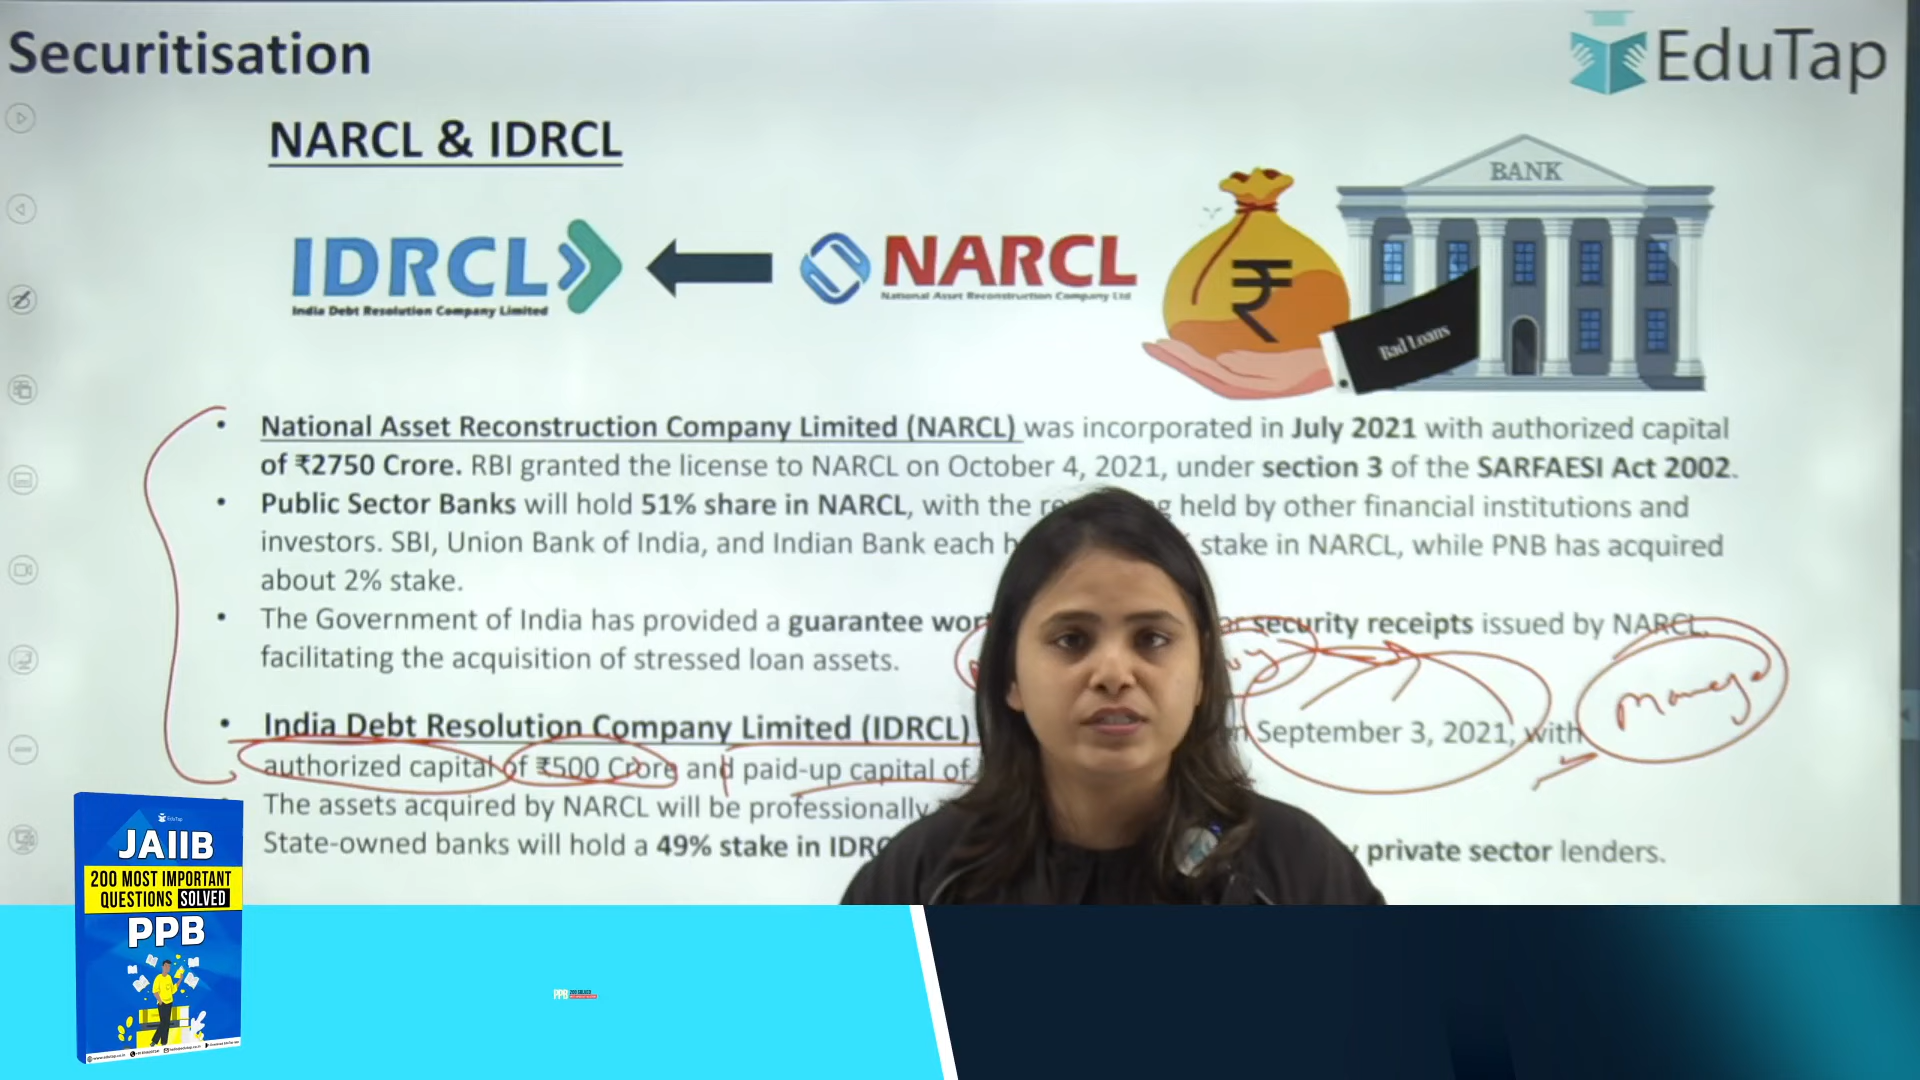 Securitisation
EduTap
NARCL & IDRCL
BANK
IDRCL
India Debt Resolution Company Limited
NARCL
National Asset Reconstruction Company Ltd
₹
Bad Loans
• National Asset Reconstruction Company Limited (NARCL) was incorporated in July 2021 with authorized capital
of ₹2750 Crore. RBI granted the license to NARCL on October 4, 2021, under section 3 of the SARFAESI Act 2002.
• Public Sector Banks will hold 51% share in NARCL, with the held by other financial institutions and
investors. SBI, Union Bank of India, and Indian Bank each stake in NARCL, while PNB has acquired
about 2% stake.
• The Government of India has provided a guarantee security receipts issued by NARCL,
facilitating the acquisition of stressed loan assets.
• India Debt Resolution Company Limited (IDRCL) September 3, 2021, with
authorized capital of ₹500 Crore and paid-up capital of
The assets acquired by NARCL will be professionally
State-owned banks will hold a 49% stake in private sector lenders.
EduTap
JAIIB
200 MOST IMPORTANT
QUESTIONS SOLVED
PPB
PPB